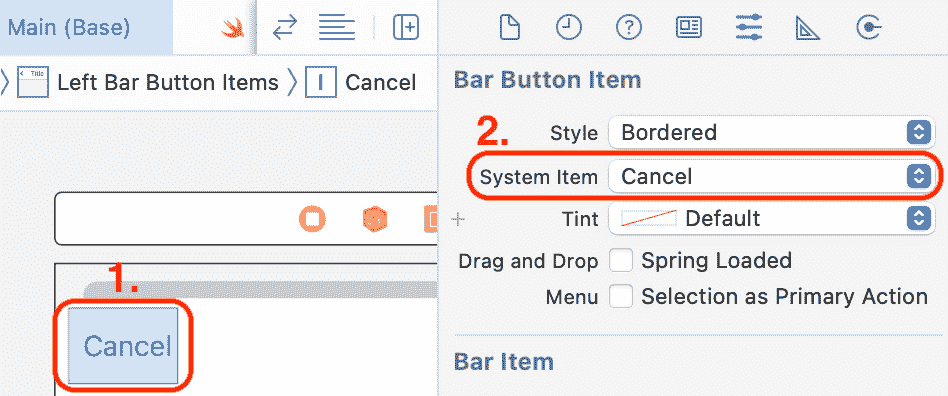 Main (Base)
Left Bar Button Items
Cancel
Title
1.
Cancel
Bar Button Item
2.
Style Bordered
System Item Cancel
Tint Default
Drag and Drop Spring Loaded
Menu Selection as Primary Action
Bar Item